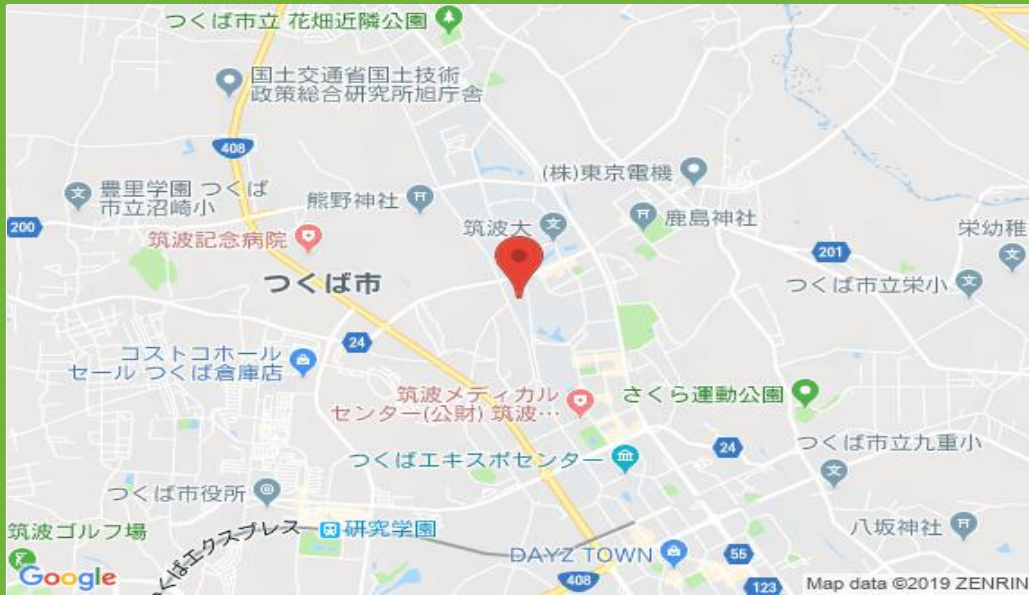 つくば市立 花畑近隣公園
国土交通省国土技術
政策総合研究所旭庁舎
408
(株)東京電機
豊里学園 つくば
市立沼崎小
熊野神社
200
筑波大
鹿島神社
栄幼稚
筑波記念病院
201
つくば市
つくば市立栄小
24
コストコホール
セール つくば倉庫店
筑波メディカル
センター(公財) 筑波…
さくら運動公園
24
つくば市立九重小
つくばエキスポセンター
つくば市役所
筑波ゴルフ場
くばエクスプレス
研究学園
八坂神社
DAYZ TOWN
55
408
123
Google
Map data ©2019 ZENRIN